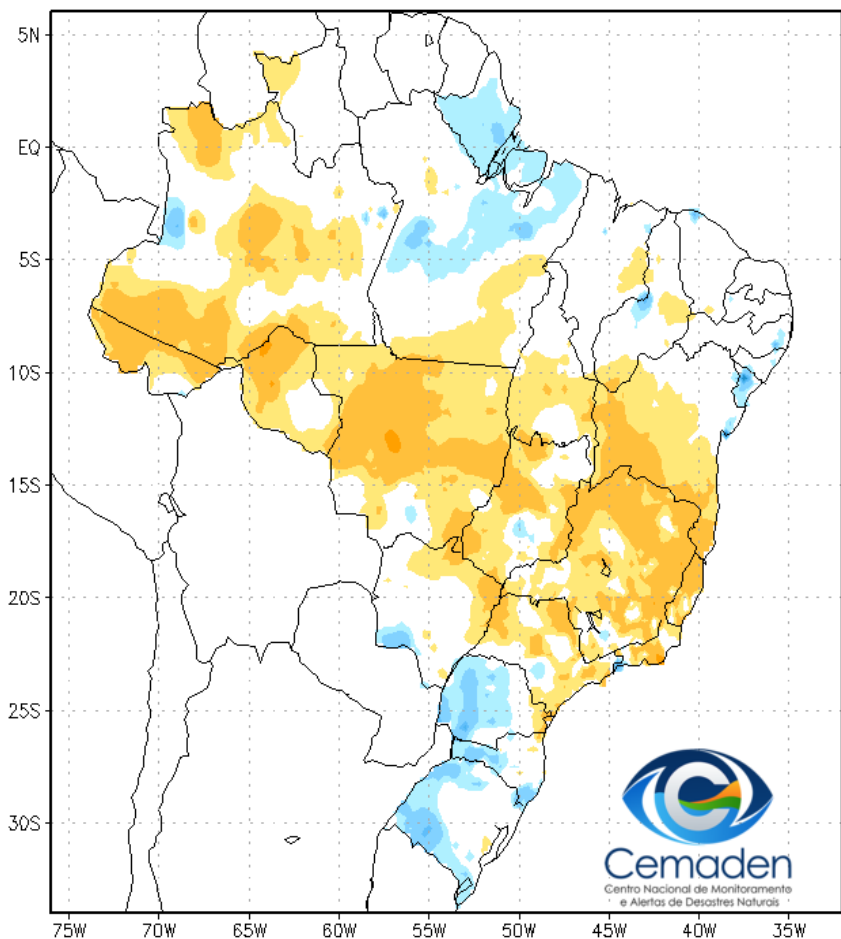 5N
EQ
5S
10S
15S
20S
25S
30S
Cemaden
Centro Nacional de Monitoramento
e Alertas de Desastres Naturais
75W 70W 65W 60W 55W 50W 45W 40W 35W